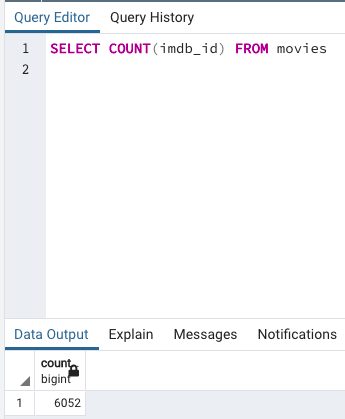 Query Editor Query History
1 SELECT COUNT(imdb_id) FROM movies
2
Data Output Explain Messages Notifications
count
bigint
1 6052